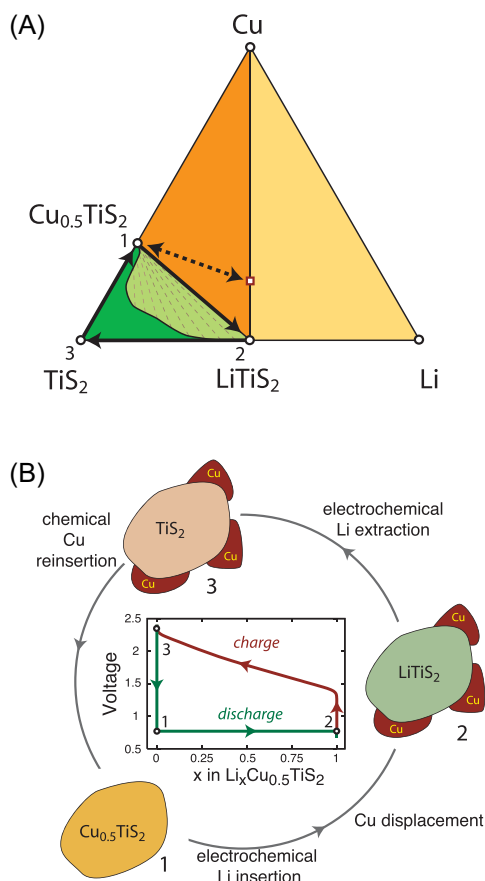 (A)
Cu
Cu0.5TiS2
1
3
2
TiS2
LiTiS2
Li
(B)
chemical
Cu
reinsertion
Cu
TiS2
Cu
Cu
3
electrochemical
Li extraction
Cu
LiTiS2
Cu
Cu
2
Voltage
2.5
2
1.5
1
0.5
3
charge
discharge
1
2
0
0.25
0.5
0.75
1
x in LixCu0.5TiS2
Cu0.5TiS2
1
Cu displacement
electrochemical
Li insertion